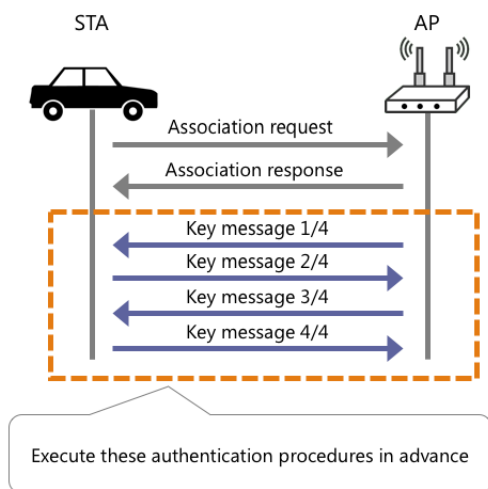 STA
AP
Association request
Association response
Key message 1/4
Key message 2/4
Key message 3/4
Key message 4/4
Execute these authentication procedures in advance